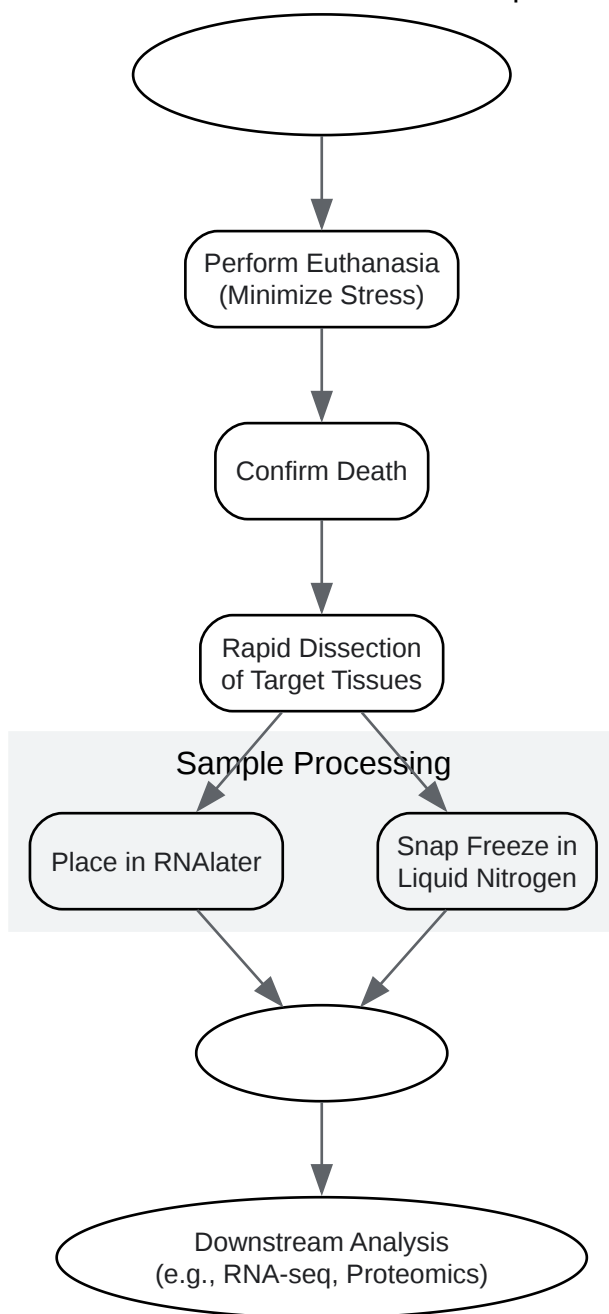 Perform Euthanasia
(Minimize Stress)
Confirm Death
Rapid Dissection
of Target Tissues
Sample Processing
Place in RNAlater
Snap Freeze in
Liquid Nitrogen
Downstream Analysis
(e.g., RNA-seq, Proteomics)